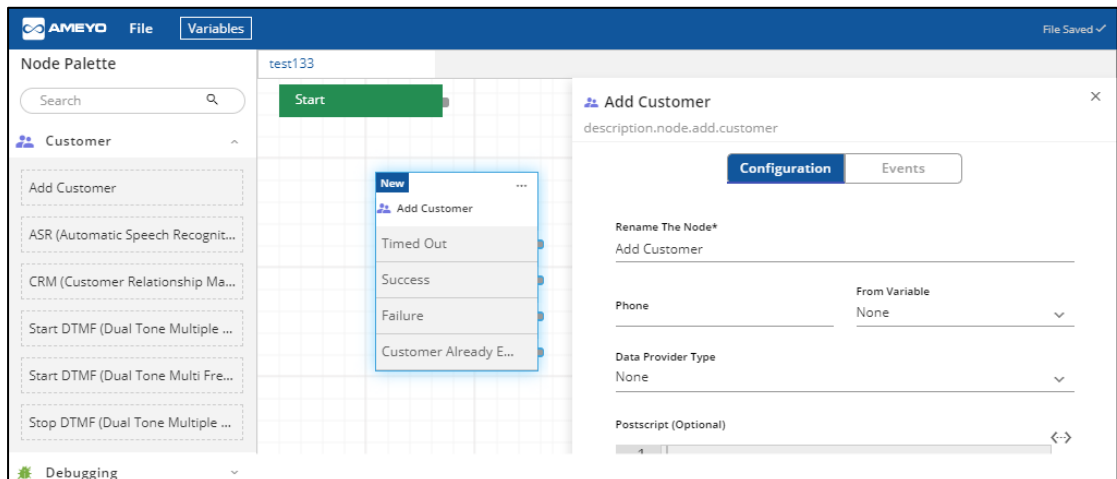 AMEYO File Variables File Saved
Node Palette
Search
Customer
Add Customer
ASR (Automatic Speech Recognit...
CRM (Customer Relationship Ma...
Start DTMF (Dual Tone Multiple ...
Start DTMF (Dual Tone Multi Fre...
Stop DTMF (Dual Tone Multiple ...
Debugging
test133
Start
New ...
Add Customer
Timed Out
Success
Failure
Customer Already E...
Add Customer
description.node.add.customer
Configuration Events
Rename The Node*
Add Customer
Phone
From Variable
None
Data Provider Type
None
Postscript (Optional)
1